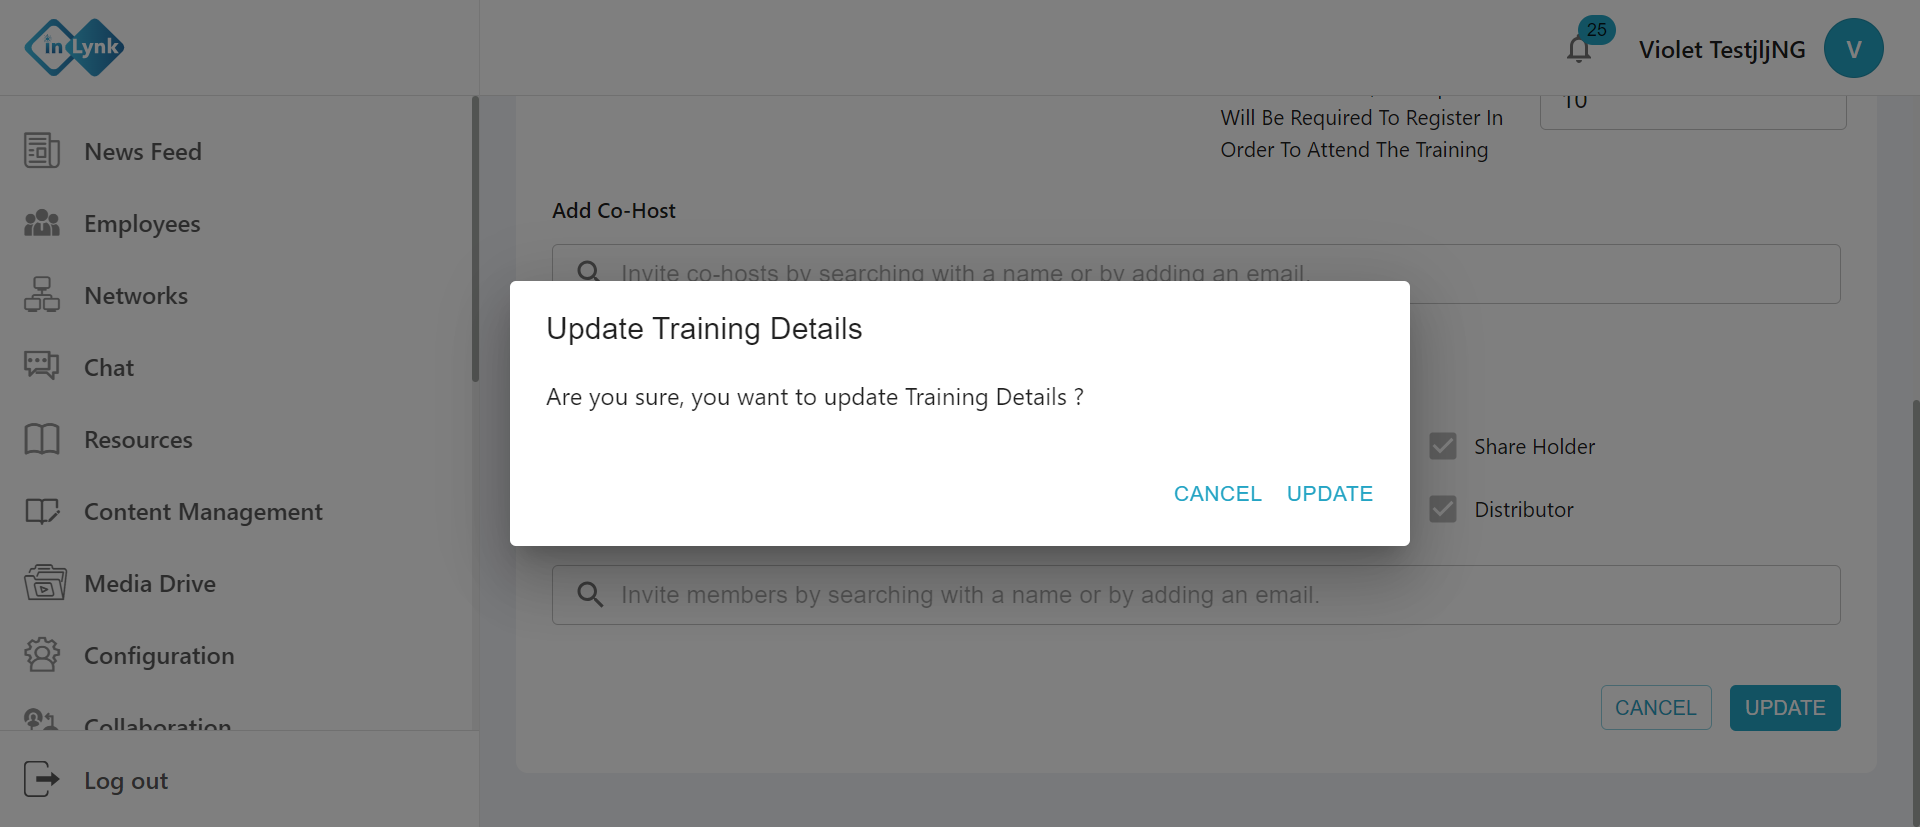 in Lynk
25
Violet TestjljNG
V
News Feed
Employees
Networks
Chat
Resources
Content Management
Media Drive
Configuration
Collaboration
Log out
10
Will Be Required To Register In
Order To Attend The Training
Add Co-Host
Invite co-hosts by searching with a name or by adding an email.
Update Training Details
Are you sure, you want to update Training Details ?
CANCEL UPDATE
Share Holder
Distributor
Invite members by searching with a name or by adding an email.
CANCEL UPDATE